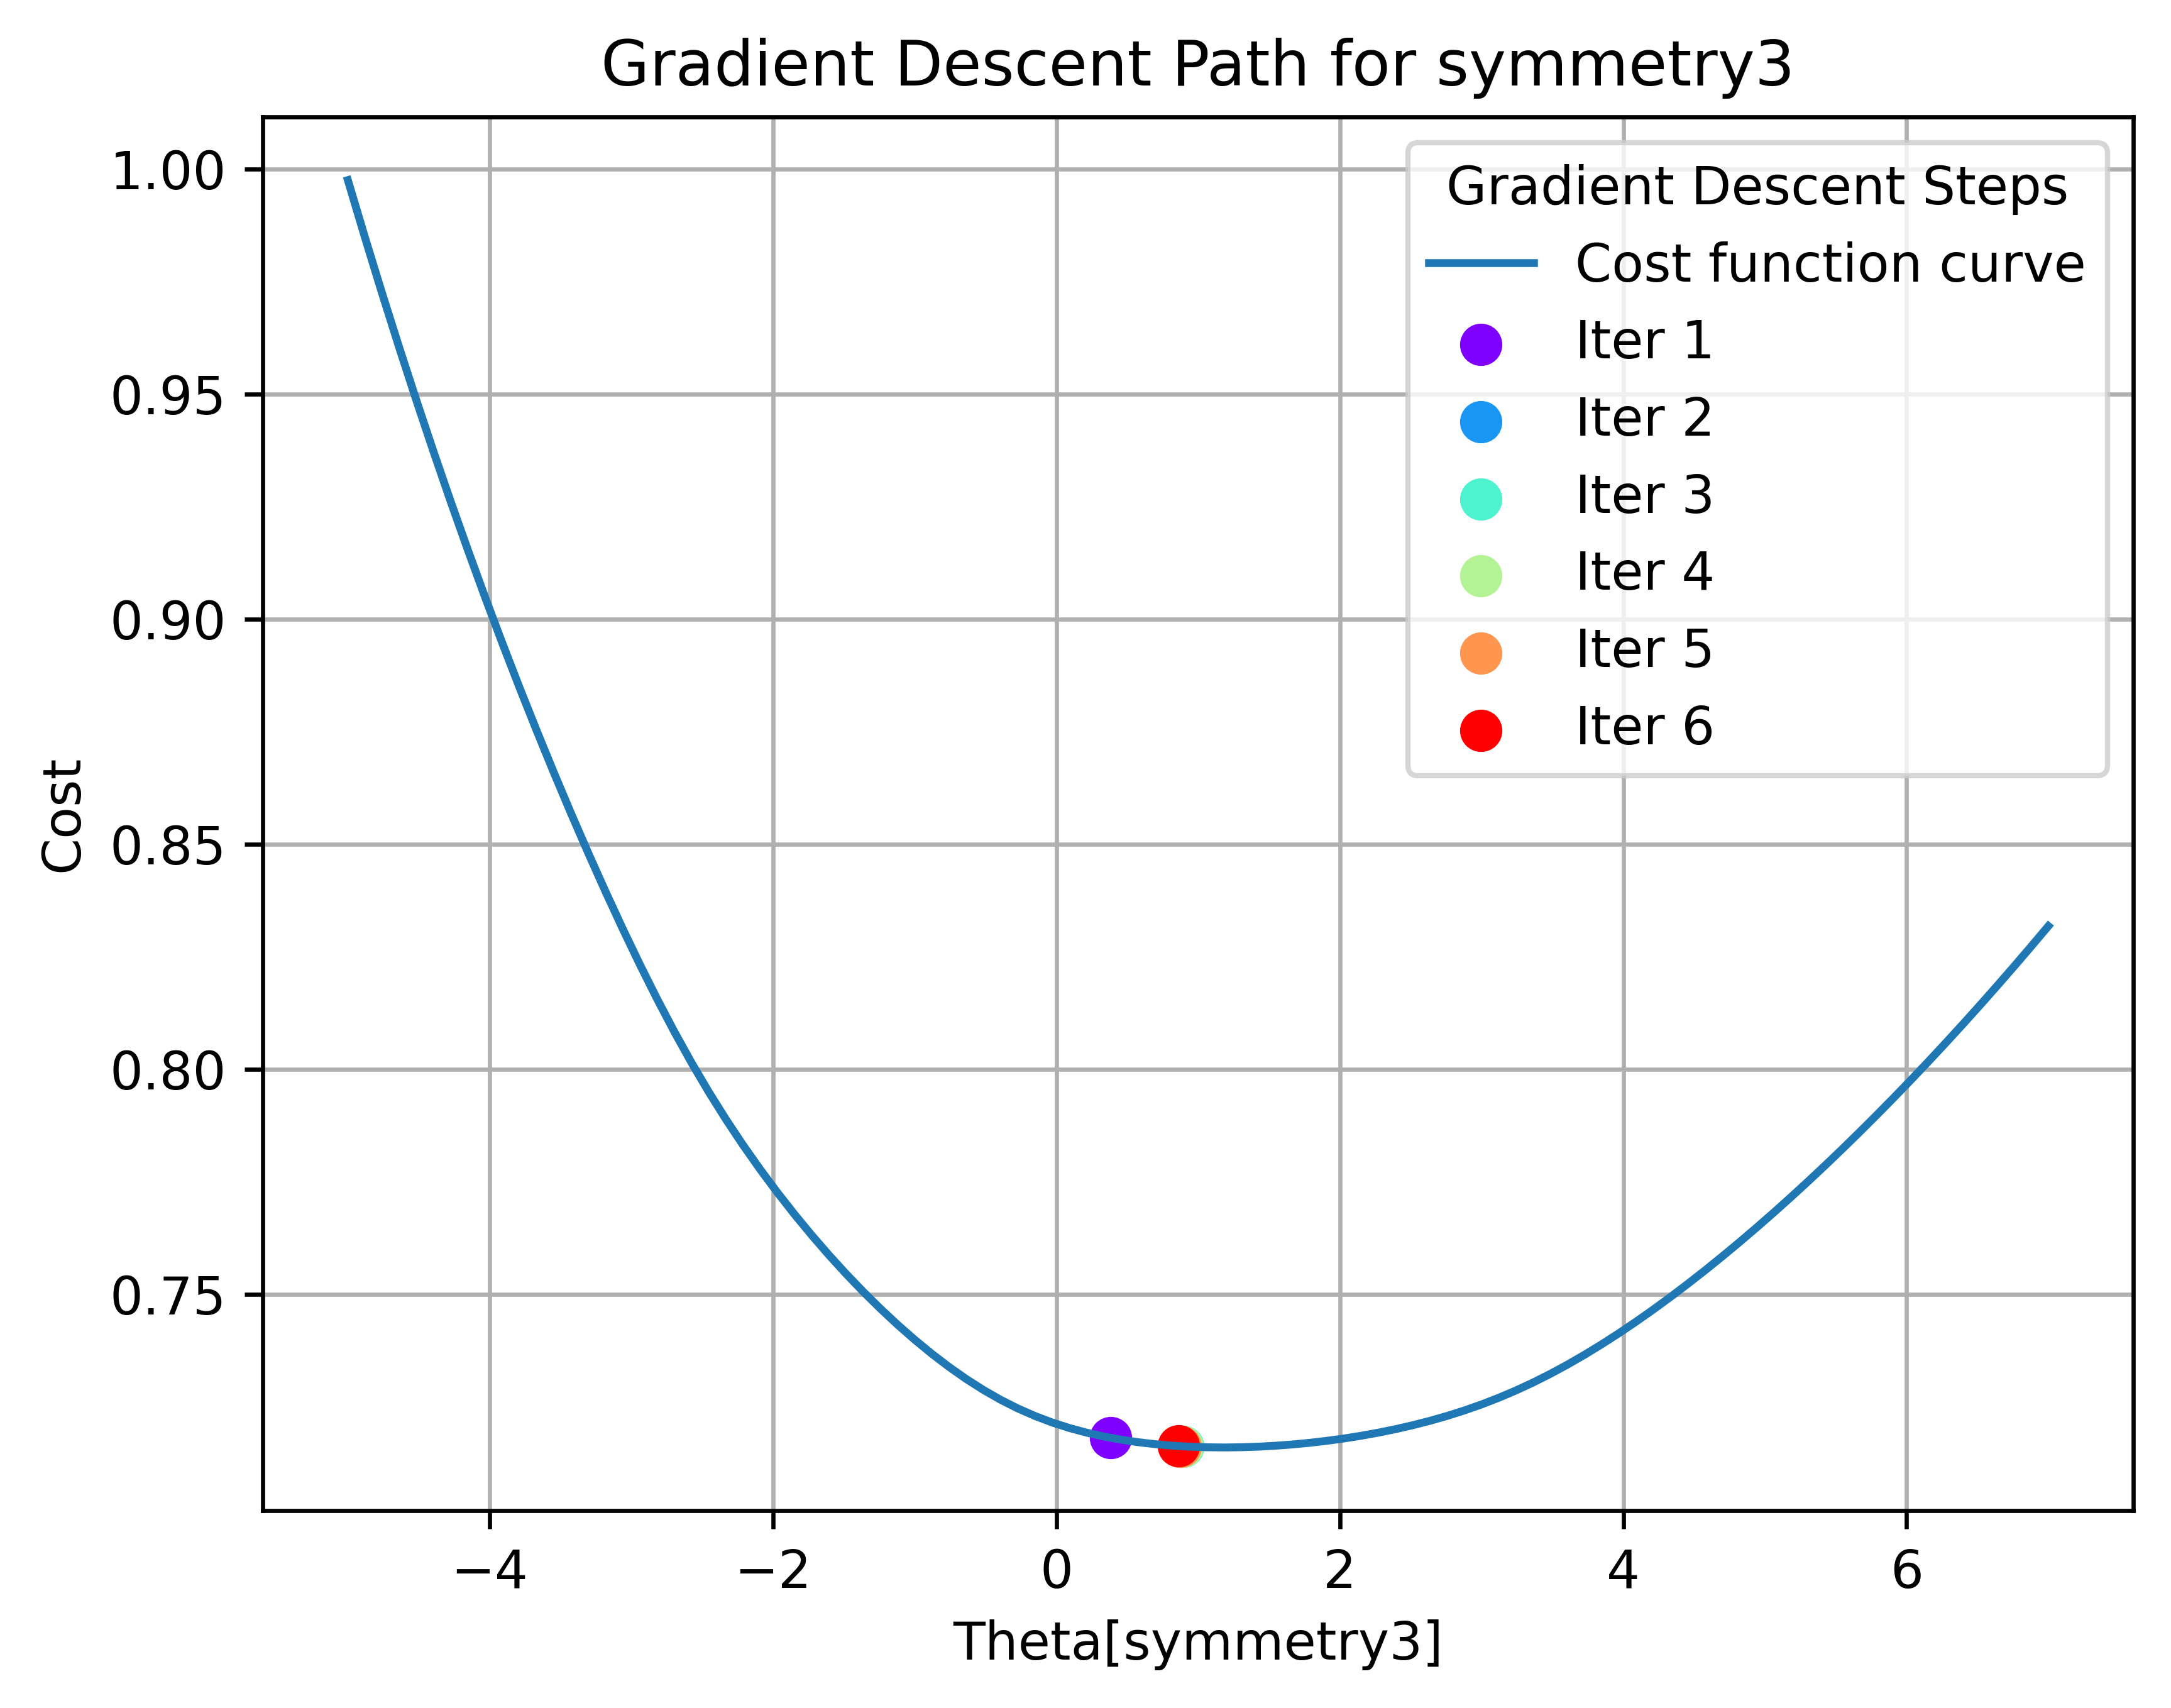 Gradient Descent Path for symmetry3
Gradient Descent Steps
Cost function curve
Iter 1
Iter 2
Iter 3
Iter 4
Iter 5
Iter 6
Cost
1.00
0.95
0.90
0.85
0.80
0.75
−4
−2
0
2
4
6
Theta[symmetry3]